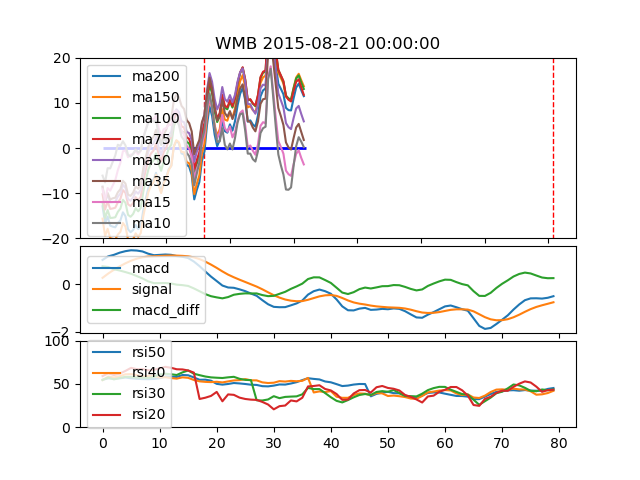 WMB 2015-08-21 00:00:00
20
10
0
−10
−20
ma200
ma150
ma100
ma75
ma50
ma35
ma15
ma10
0
−2
macd
signal
macd_diff
100
50
0
rsi50
rsi40
rsi30
rsi20
0 10 20 30 40 50 60 70 80